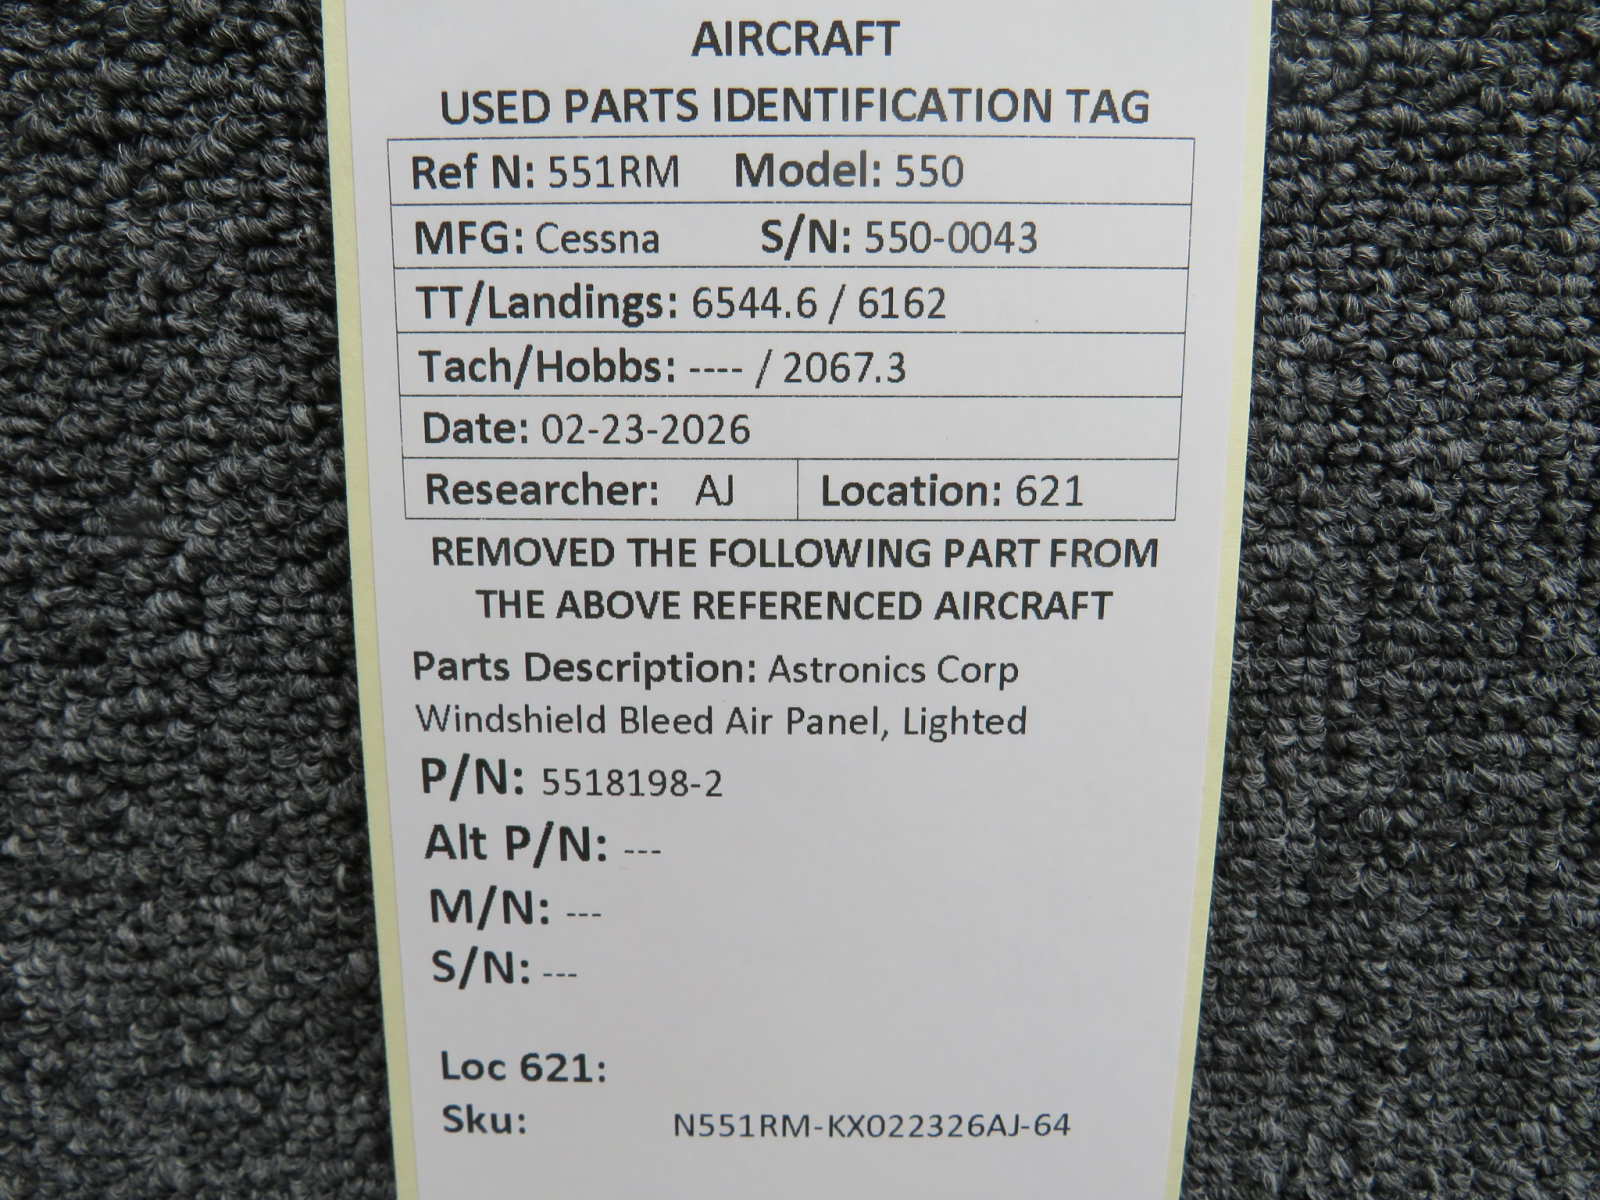 AIRCRAFT
USED PARTS IDENTIFICATION TAG
Ref N: 551RM Model: 550
MFG: Cessna S/N: 550-0043
TT/Landings: 6544.6 / 6162
Tach/Hobbs: ---- / 2067.3
Date: 02-23-2026
Researcher: AJ Location: 621
REMOVED THE FOLLOWING PART FROM
THE ABOVE REFERENCED AIRCRAFT
Parts Description: Astronics Corp
Windshield Bleed Air Panel, Lighted
P/N: 5518198-2
Alt P/N: ---
M/N: ---
S/N: ---
Loc 621:
Sku: N551RM-KX022326AJ-64